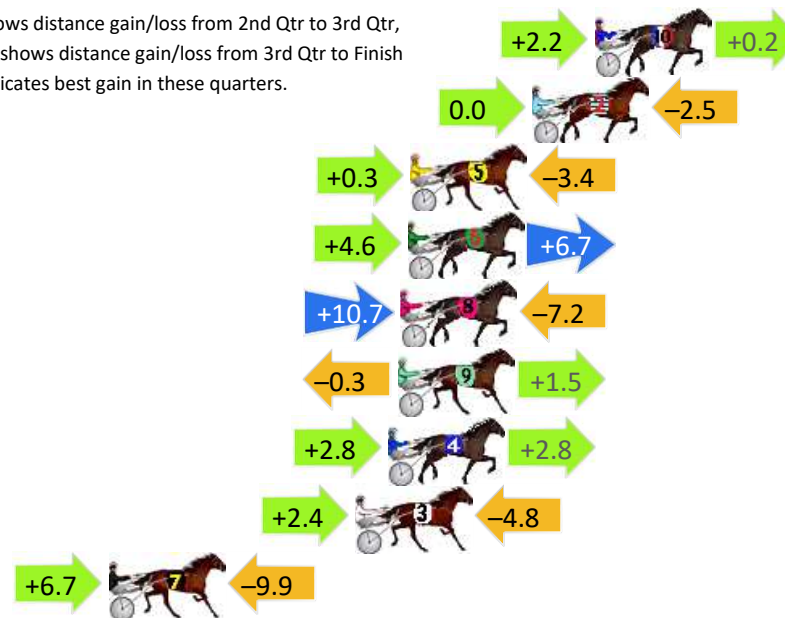 ows distance gain/loss from 2nd Qtr to 3rd Qtr,
shows distance gain/loss from 3rd Qtr to Finish
icates best gain in these quarters.
+2.2 10 +0.2
0.0 –2.5
+0.3 5 –3.4
+4.6 6 +6.7
+10.7 8 –7.2
–0.3 9 +1.5
+2.8 4 +2.8
+2.4 3 –4.8
+6.7 7 –9.9